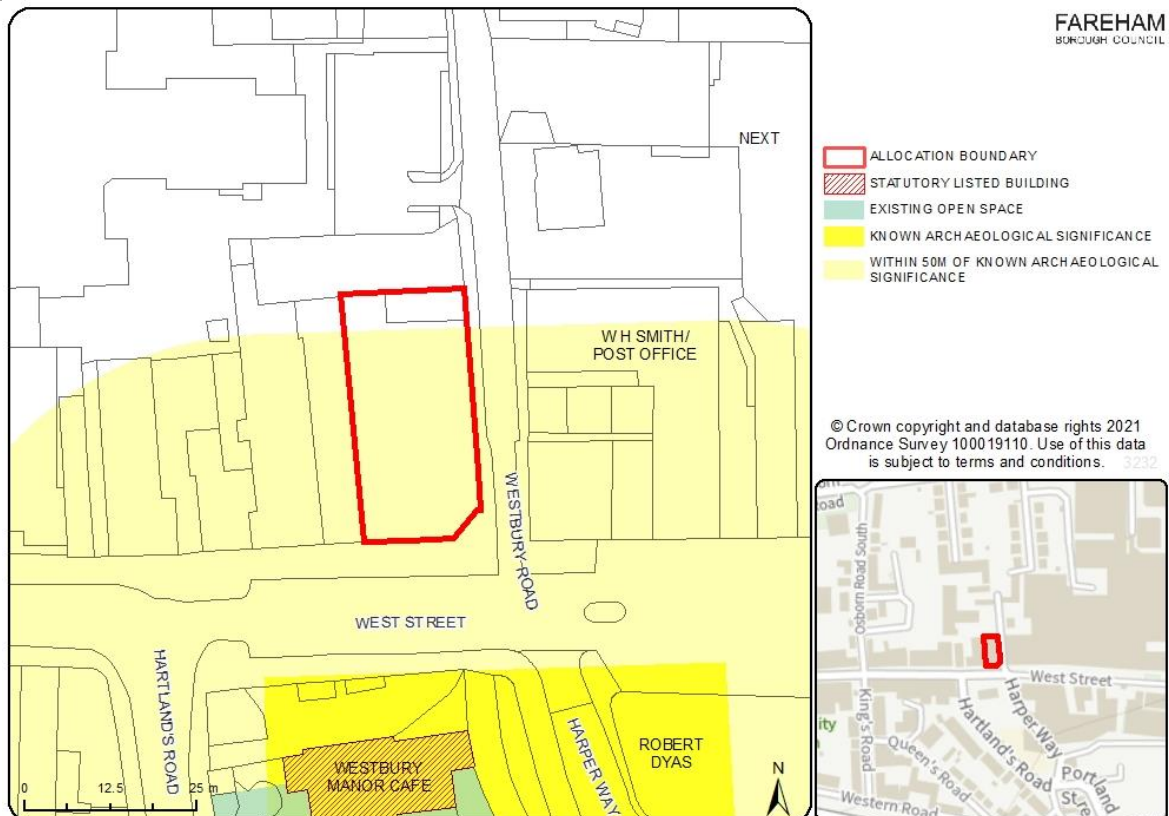 FAREHAM
BOROUGH COUNCIL
NEXT
ALLOCATION BOUNDARY
STATUTORY LISTED BUILDING
EXISTING OPEN SPACE
KNOWN ARCHAEOLOGICAL SIGNIFICANCE
WITHIN 50M OF KNOWN ARCHAEOLOGICAL
SIGNIFICANCE
W H SMITH/
POST OFFICE
WESTBURY ROAD
WEST STREET
HARTLAND'S ROAD
HARPER WAY
WESTBURY
MANOR CAFE
ROBERT
DYAS
0 12.5 25 m
N
© Crown copyright and database rights 2021
Ordnance Survey 100019110. Use of this data
is subject to terms and conditions. 3232
Road
Osborn Road South
West Street
King's Road
Harper Way
Hartland's Road
Queen's Road
Portland
Western Road